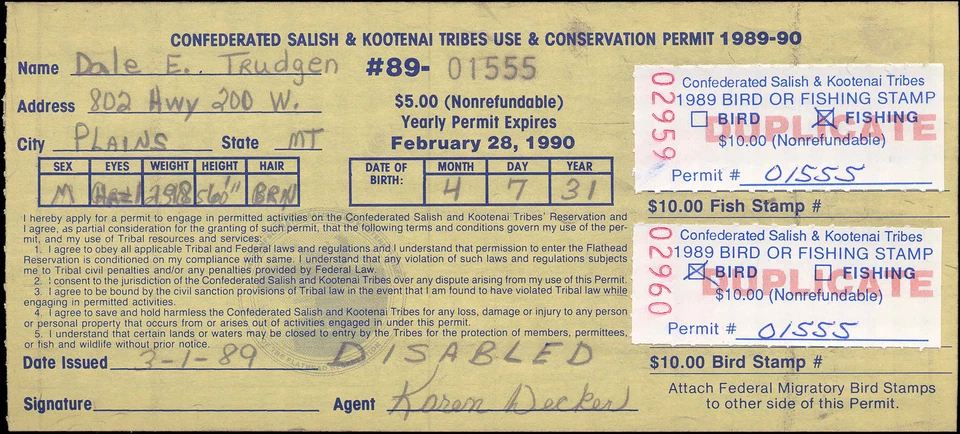 CONFEDERATED SALISH & KOOTENAI TRIBES USE & CONSERVATION PERMIT 1989-90
Name Dale E. Trudgen #89- 01555
Address 802 Hwy 200 W.
$5.00 (Nonrefundable)
City PLAINS State MT
Yearly Permit Expires
February 28, 1990
SEX EYES WEIGHT HEIGHT HAIR
M Hazel 298 BRN
DATE OF BIRTH: MONTH DAY YEAR
4 7 31
I hereby apply for a permit to engage in permitted activities on the Confederated Salish and Kootenai Tribes' Reservation and
I agree, as partial consideration for the granting of such permit, that the following terms and conditions govern my use of the per-
mit, and my use of Tribal resources and services:
1. I agree to obey all applicable Tribal and Federal laws and regulations and I understand that permission to enter the Flathead
Reservation is conditioned on my compliance with same. I understand that any violation of such laws and regulations subjects
me to Tribal civil penalties and/or any penalties provided by Federal Law.
2. I consent to the jurisdiction of the Confederated Salish and Kootenai Tribes over any dispute arising from my use of this Permit.
3. I agree to be bound by the civil sanction provisions of Tribal law in the event that I am found to have violated Tribal law while
engaging in permitted activities.
4. I agree to save and hold harmless the Confederated Salish and Kootenai Tribes for any loss, damage or injury to any person
or personal property that occurs from or arises out of activities engaged in under this permit.
5. I understand that certain lands or waters may be closed to entry by the Tribes for the protection of members, permittees,
or fish and wildlife without prior notice.
Date Issued 3-1-89 DISABLED
Signature Agent Karen Decker
02959
Confederated Salish & Kootenai Tribes
1989 BIRD OR FISHING STAMP
BIRD FISHING
DUPLICATE
$10.00 (Nonrefundable)
Permit # 01555
$10.00 Fish Stamp #
02960
Confederated Salish & Kootenai Tribes
1989 BIRD OR FISHING STAMP
BIRD FISHING
DUPLICATE
$10.00 (Nonrefundable)
Permit # 01555
$10.00 Bird Stamp #
Attach Federal Migratory Bird Stamps
to other side of this Permit.